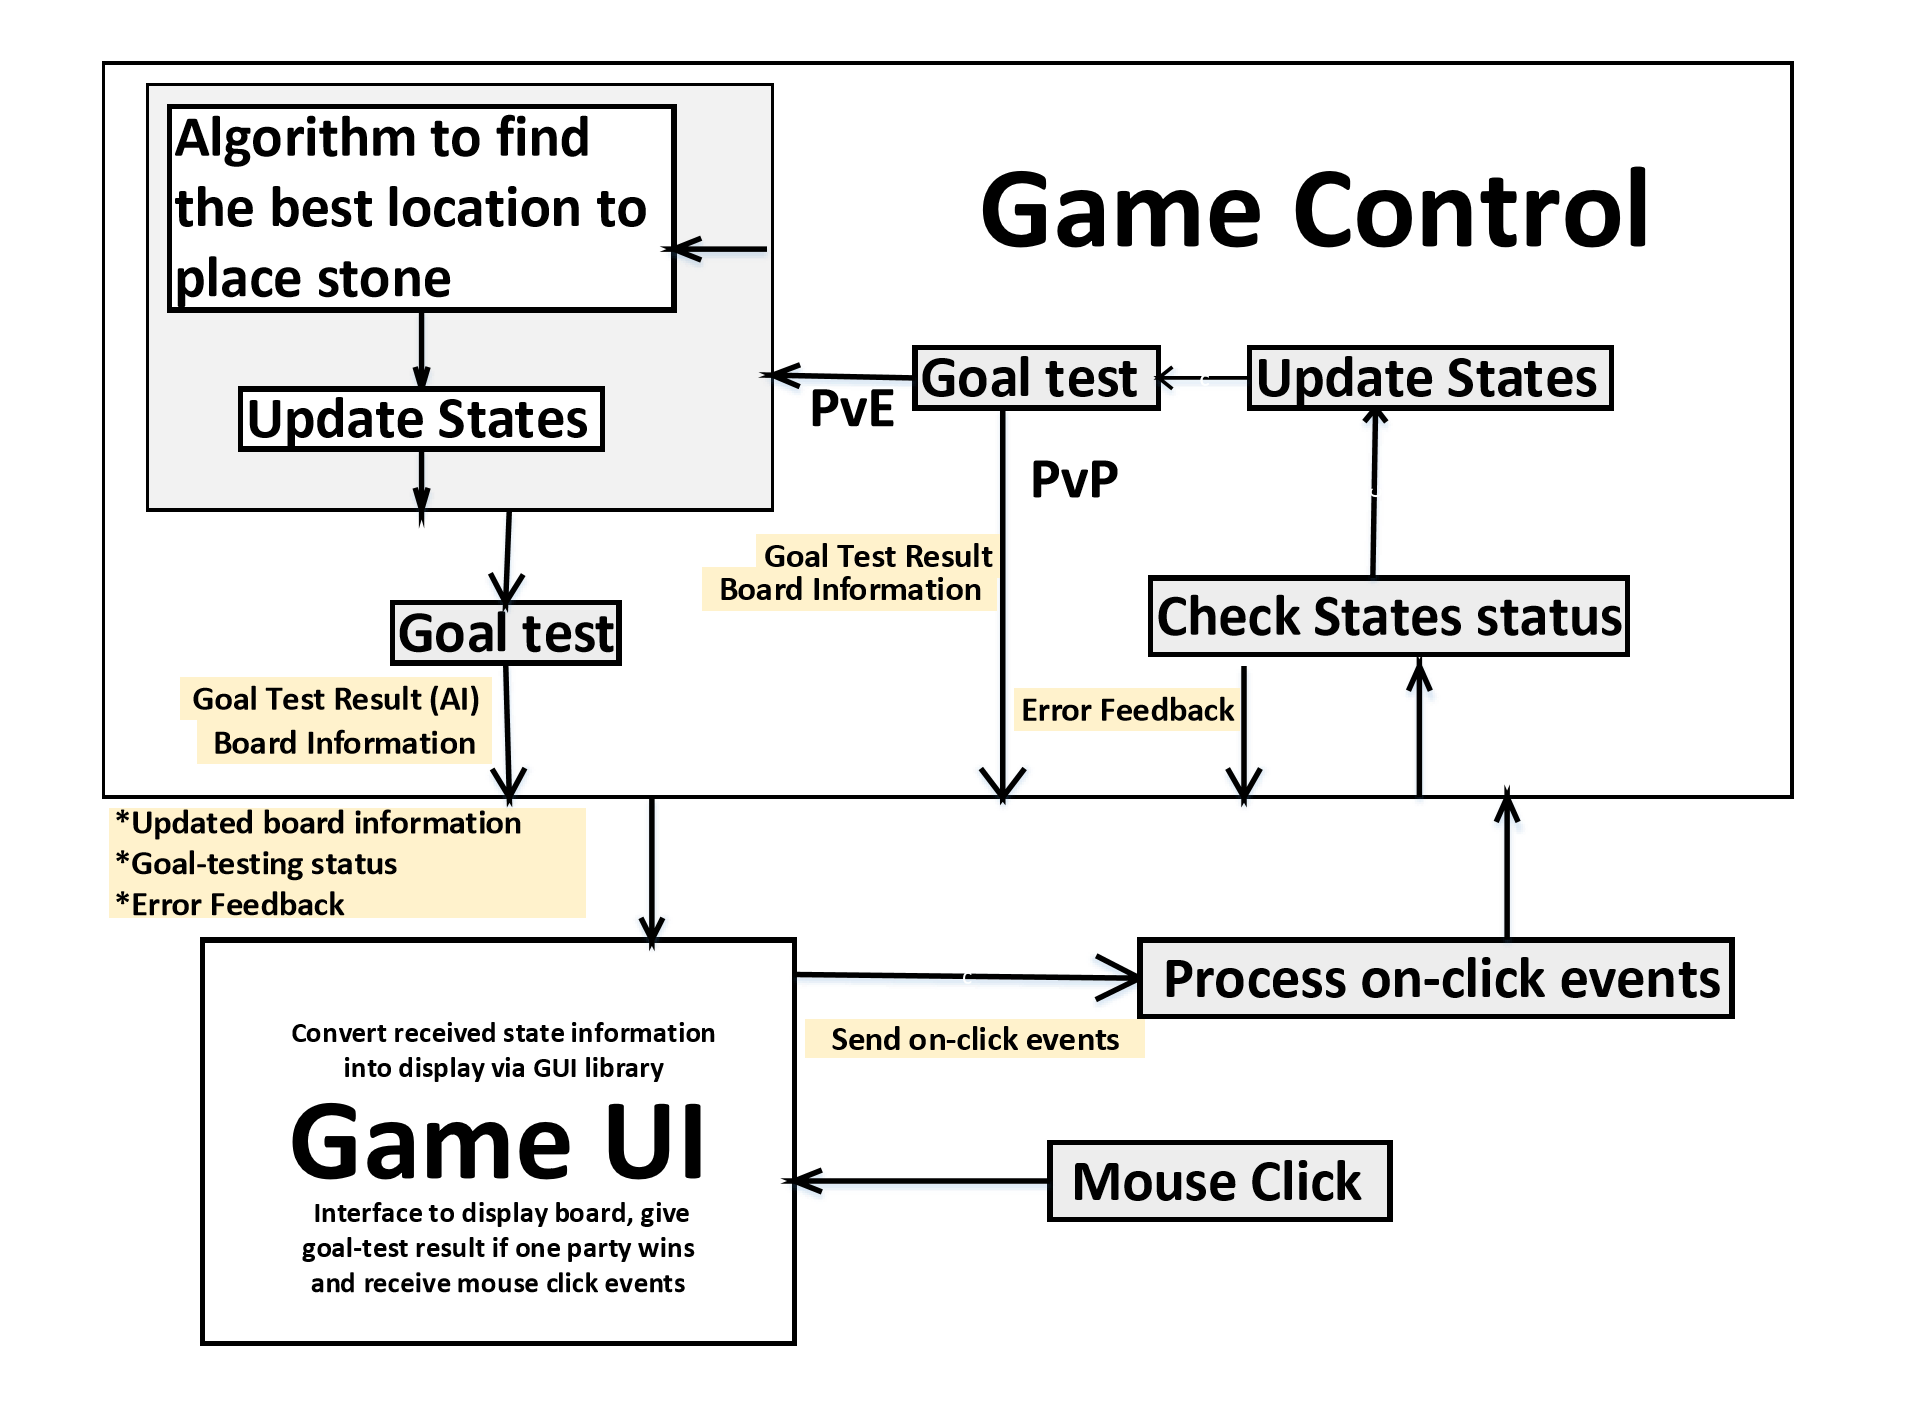 Algorithm to find
the best location to
place stone
Game Control
Update States
PvE
Goal test
Update States
PvP
Goal Test Result
Board Information
Check States status
Goal test
Goal Test Result (AI)
Board Information
Error Feedback
*Updated board information
*Goal-testing status
*Error Feedback
Process on-click events
Send on-click events
Convert received state information
into display via GUI library
Game UI
Interface to display board, give
goal-test result if one party wins
and receive mouse click events
Mouse Click